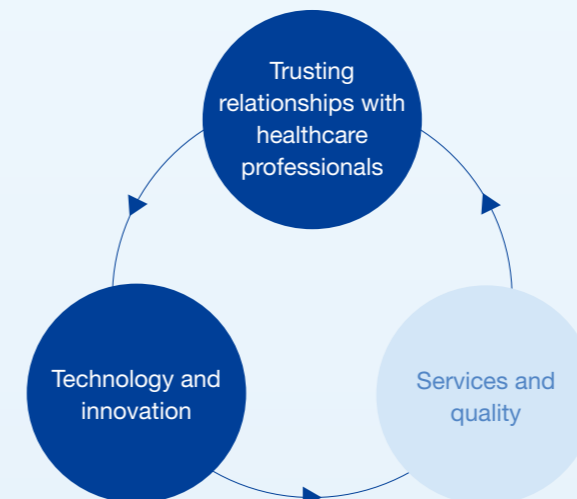 Trusting
relationships with
healthcare
professionals
Technology and
innovation
Services and
quality